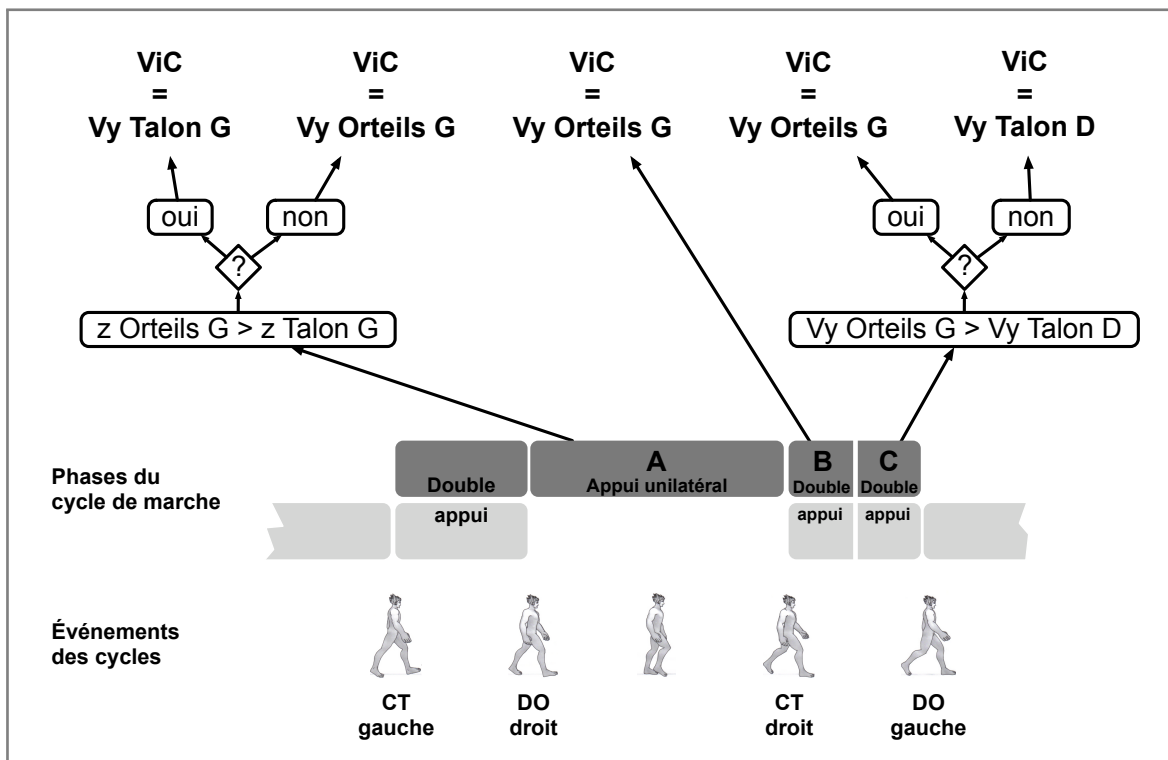 ViC
=
Vy Talon G
ViC
=
Vy Orteils G
ViC
=
Vy Orteils G
ViC
=
Vy Orteils G
ViC
=
Vy Talon D
oui
non
oui
non
?
?
z Orteils G > z Talon G
Vy Orteils G > Vy Talon D
Phases du
cycle de marche
Double
appui
A
Appui unilatéral
B
Double
appui
C
Double
appui
Événements
des cycles
CT
gauche
DO
droit
CT
droit
DO
gauche